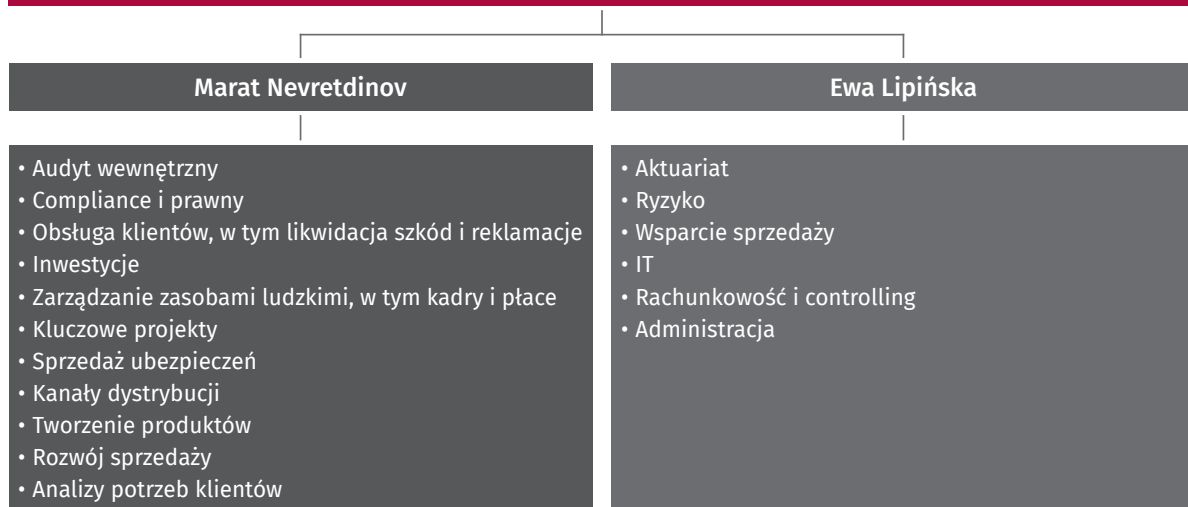 Marat Nevretdinov
• Audyt wewnętrzny
• Compliance i prawny
• Obsługa klientów, w tym likwidacja szkód i reklamacje
• Inwestycje
• Zarządzanie zasobami ludzkimi, w tym kadry i płace
• Kluczowe projekty
• Sprzedaż ubezpieczeń
• Kanały dystrybucji
• Tworzenie produktów
• Rozwój sprzedaży
• Analizy potrzeb klientów
Ewa Lipińska
• Aktuariat
• Ryzyko
• Wsparcie sprzedaży
• IT
• Rachunkowość i controlling
• Administracja